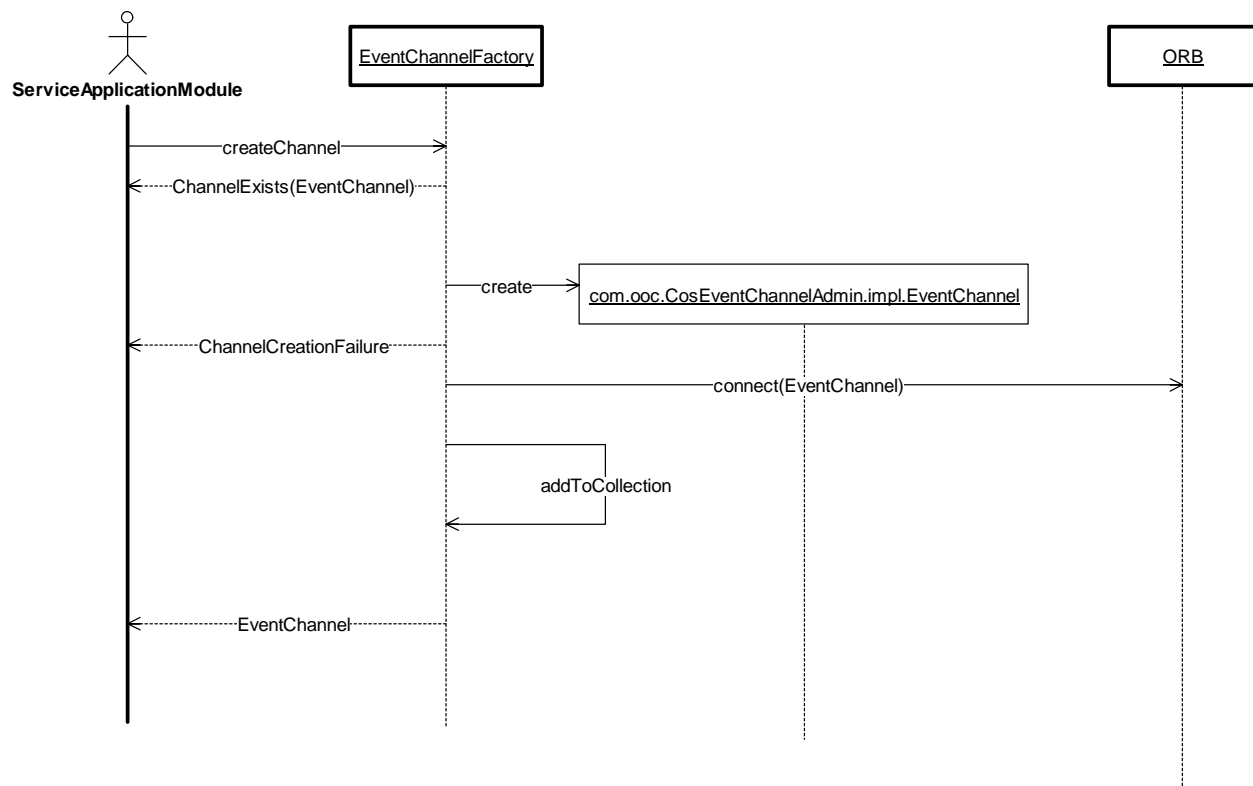 EventChannelFactory
ORB
ServiceApplicationModule
createChannel
ChannelExists(EventChannel)
create
com.ooc.CosEventChannelAdmin.impl.EventChannel
ChannelCreationFailure
connect(EventChannel)
addToCollection
EventChannel